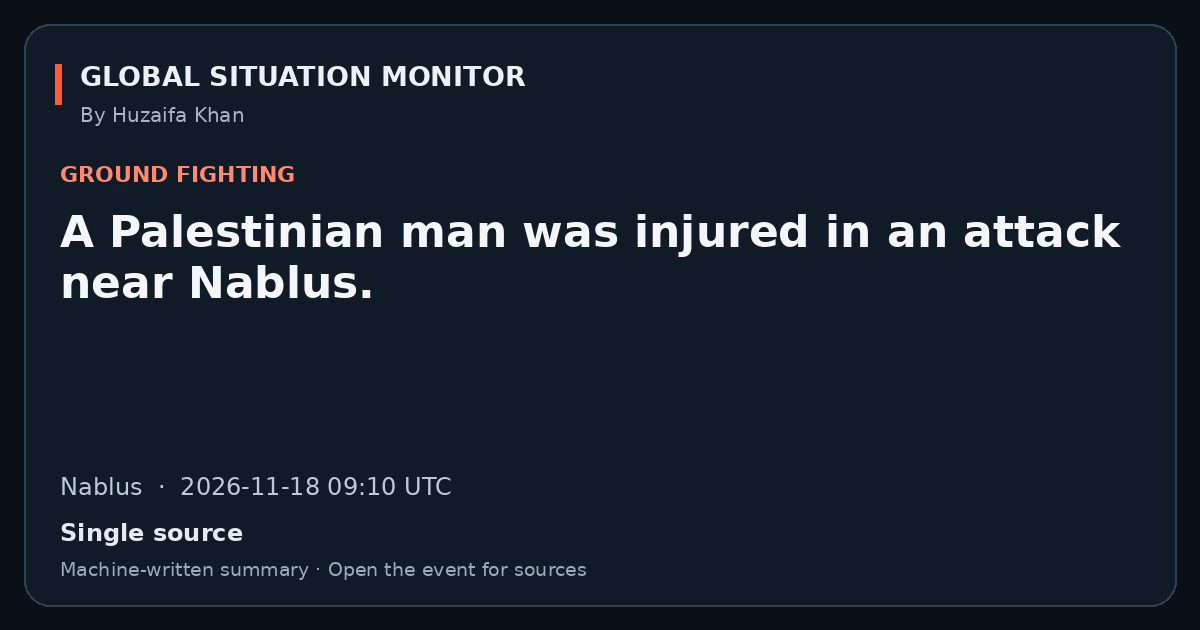 GLOBAL SITUATION MONITOR
By Huzaifa Khan
GROUND FIGHTING
A Palestinian man was injured in an attack
near Nablus.
Nablus · 2026-11-18 09:10 UTC
Single source
Machine-written summary · Open the event for sources